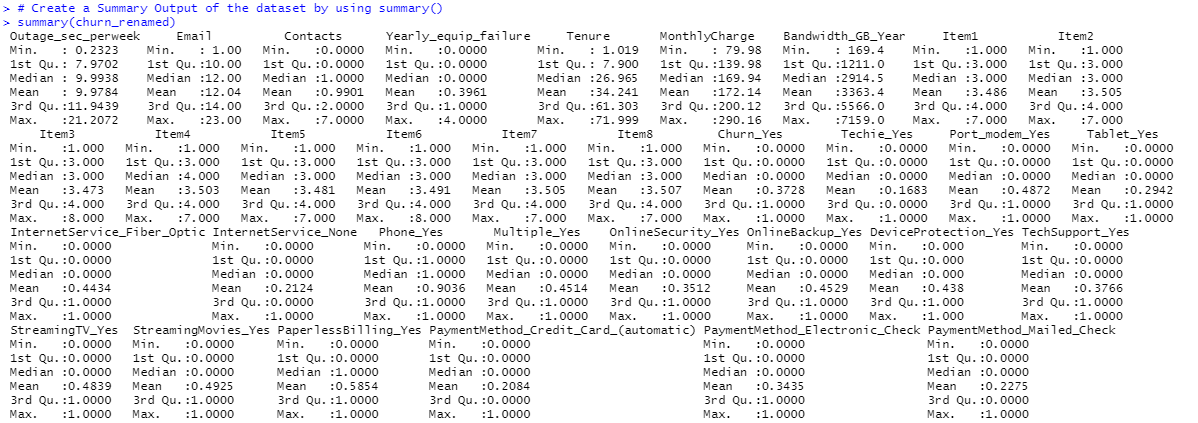 > # Create a Summary Output of the dataset by using summary()
> summary(churn_renamed)
Outage_sec_perweek Email Contacts Yearly_equip_failure Tenure MonthlyCharge Bandwidth_GB_Year Item1 Item2
Min. : 0.2323 Min. : 1.00 Min. :0.0000 Min. :0.0000 Min. : 1.019 Min. : 79.98 Min. : 169.4 Min. :1.000 Min. :1.000
1st Qu.: 7.9702 1st Qu.:10.00 1st Qu.:0.0000 1st Qu.:0.0000 1st Qu.: 7.900 1st Qu.:139.98 1st Qu.:1211.0 1st Qu.:3.000 1st Qu.:3.000
Median : 9.9938 Median :12.00 Median :1.0000 Median :0.0000 Median :26.965 Median :169.94 Median :2914.5 Median :3.000 Median :3.000
Mean : 9.9784 Mean :12.04 Mean :0.9901 Mean :0.3961 Mean :34.241 Mean :172.14 Mean :3363.4 Mean :3.486 Mean :3.505
3rd Qu.:11.9439 3rd Qu.:14.00 3rd Qu.:2.0000 3rd Qu.:1.0000 3rd Qu.:61.303 3rd Qu.:200.12 3rd Qu.:5566.0 3rd Qu.:4.000 3rd Qu.:4.000
Max. :21.2072 Max. :23.00 Max. :7.0000 Max. :4.0000 Max. :71.999 Max. :290.16 Max. :7159.0 Max. :7.000 Max. :7.000
Item3 Item4 Item5 Item6 Item7 Item8 Churn_Yes Techie_Yes Port_modem_Yes Tablet_Yes
Min. :1.000 Min. :1.000 Min. :1.000 Min. :1.000 Min. :1.000 Min. :1.000 Min. :0.0000 Min. :0.0000 Min. :0.0000 Min. :0.0000
1st Qu.:3.000 1st Qu.:3.000 1st Qu.:3.000 1st Qu.:3.000 1st Qu.:3.000 1st Qu.:3.000 1st Qu.:0.0000 1st Qu.:0.0000 1st Qu.:0.0000 1st Qu.:0.0000
Median :3.000 Median :4.000 Median :3.000 Median :3.000 Median :3.000 Median :3.000 Median :0.0000 Median :0.0000 Median :0.0000 Median :0.0000
Mean :3.473 Mean :3.503 Mean :3.481 Mean :3.491 Mean :3.505 Mean :3.507 Mean :0.3728 Mean :0.1683 Mean :0.4872 Mean :0.2942
3rd Qu.:4.000 3rd Qu.:4.000 3rd Qu.:4.000 3rd Qu.:4.000 3rd Qu.:4.000 3rd Qu.:4.000 3rd Qu.:1.0000 3rd Qu.:0.0000 3rd Qu.:1.0000 3rd Qu.:1.0000
Max. :8.000 Max. :7.000 Max. :7.000 Max. :8.000 Max. :7.000 Max. :8.000 Max. :1.0000 Max. :1.0000 Max. :1.0000 Max. :1.0000
InternetService_Fiber_Optic InternetService_None Phone_Yes Multiple_Yes OnlineSecurity_Yes OnlineBackup_Yes DeviceProtection_Yes TechSupport_Yes
Min. :0.0000 Min. :0.0000 Min. :0.0000 Min. :0.0000 Min. :0.0000 Min. :0.0000 Min. :0.000 Min. :0.0000
1st Qu.:0.0000 1st Qu.:0.0000 1st Qu.:1.0000 1st Qu.:0.0000 1st Qu.:0.0000 1st Qu.:0.0000 1st Qu.:0.000 1st Qu.:0.0000
Median :0.0000 Median :0.0000 Median :1.0000 Median :0.0000 Median :0.0000 Median :0.0000 Median :0.000 Median :0.0000
Mean :0.4434 Mean :0.2124 Mean :0.9036 Mean :0.4514 Mean :0.3512 Mean :0.4529 Mean :0.438 Mean :0.3766
3rd Qu.:1.0000 3rd Qu.:0.0000 3rd Qu.:1.0000 3rd Qu.:1.0000 3rd Qu.:1.0000 3rd Qu.:1.0000 3rd Qu.:1.000 3rd Qu.:1.0000
Max. :1.0000 Max. :1.0000 Max. :1.0000 Max. :1.0000 Max. :1.0000 Max. :1.0000 Max. :1.000 Max. :1.0000
StreamingTV_Yes StreamingMovies_Yes PaperlessBilling_Yes PaymentMethod_Credit_Card_(automatic) PaymentMethod_Electronic_Check PaymentMethod_Mailed_Check
Min. :0.0000 Min. :0.0000 Min. :0.0000 Min. :0.0000 Min. :0.0000 Min. :0.0000
1st Qu.:0.0000 1st Qu.:0.0000 1st Qu.:0.0000 1st Qu.:0.0000 1st Qu.:0.0000 1st Qu.:0.0000
Median :0.0000 Median :0.0000 Median :1.0000 Median :0.0000 Median :0.0000 Median :0.0000
Mean :0.4839 Mean :0.4925 Mean :0.5854 Mean :0.2084 Mean :0.3435 Mean :0.2275
3rd Qu.:1.0000 3rd Qu.:1.0000 3rd Qu.:1.0000 3rd Qu.:0.0000 3rd Qu.:1.0000 3rd Qu.:0.0000
Max. :1.0000 Max. :1.0000 Max. :1.0000 Max. :1.0000 Max. :1.0000 Max. :1.0000